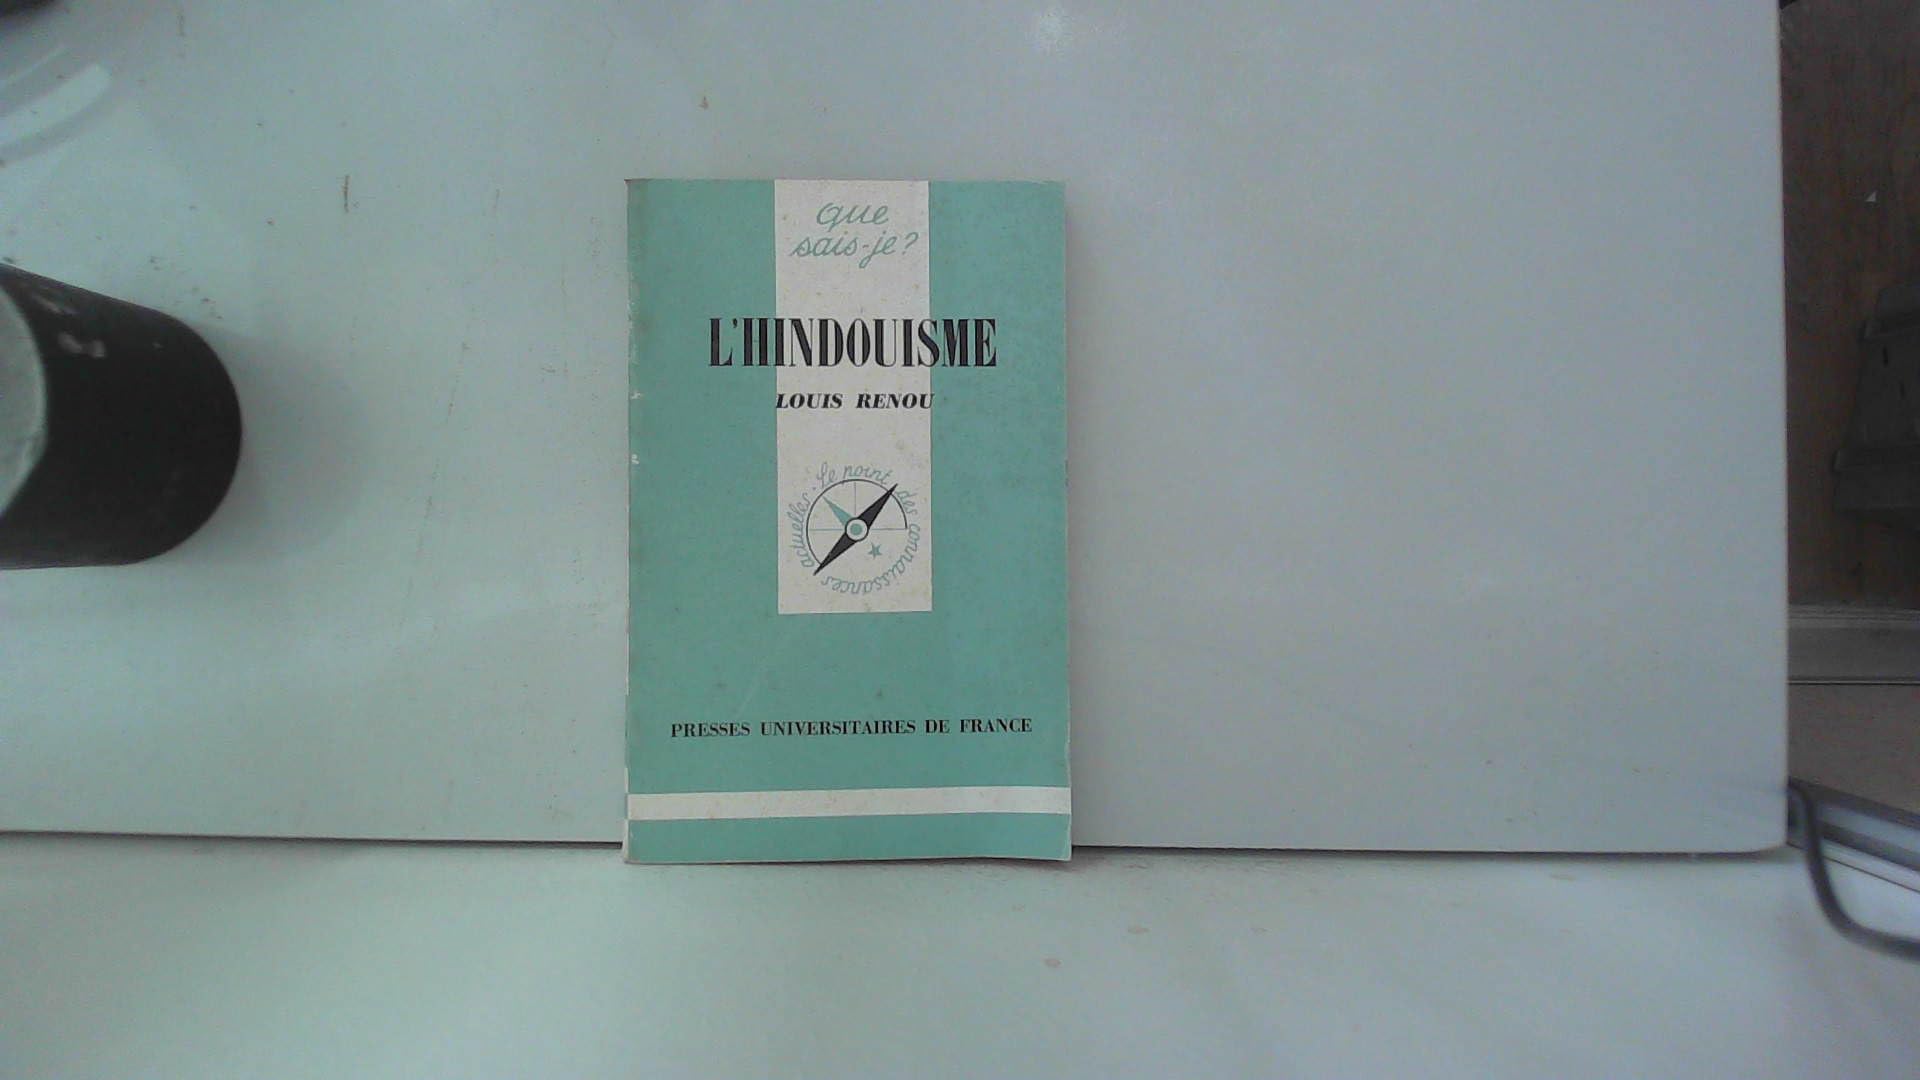 que
sais-je?
L'HINDOUISME
LOUIS RENOU
Le point des connaissances actuelles.
PRESSES UNIVERSITAIRES DE FRANCE